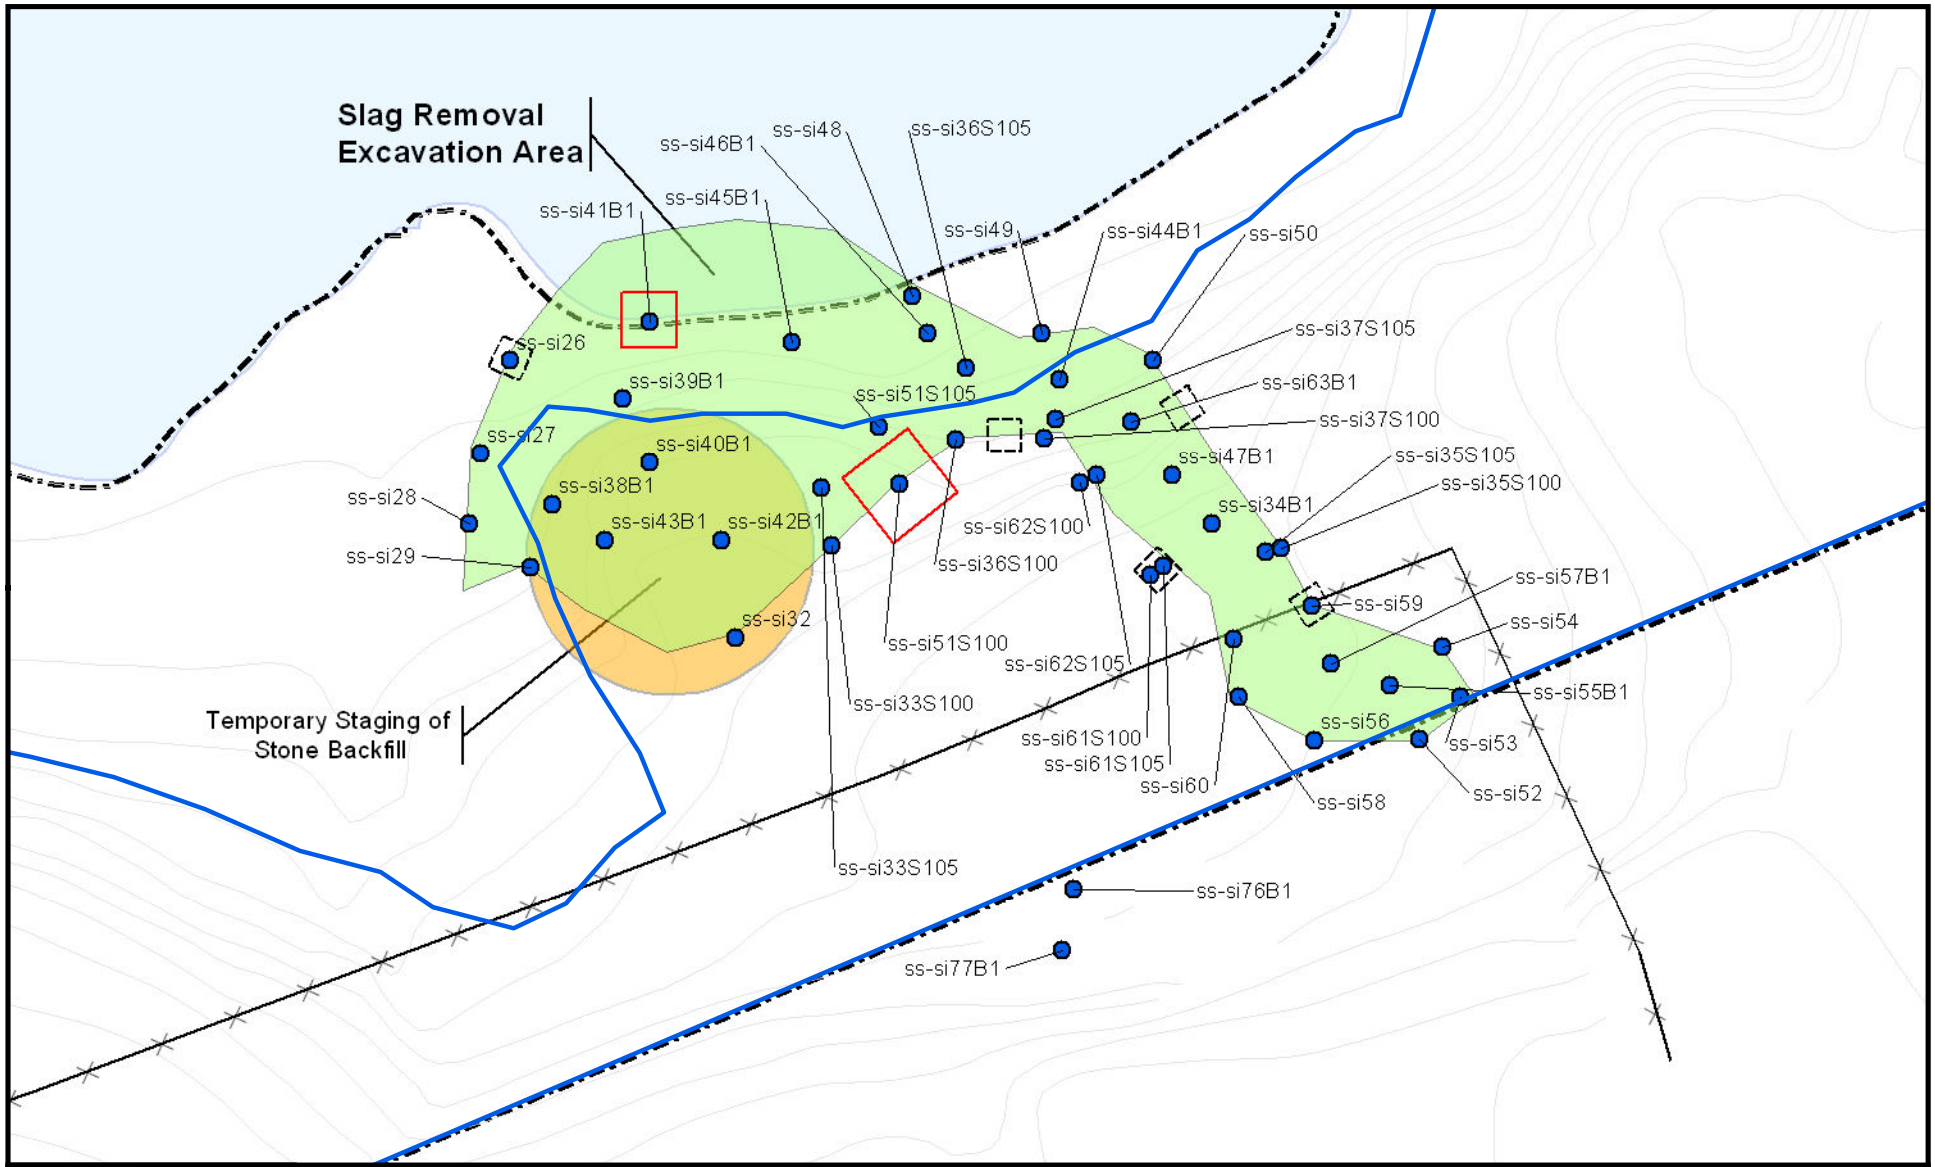 Slag Removal
Excavation Area
ss-si46B1
ss-si48
ss-si36S105
ss-si41B1
ss-si45B1
ss-si49
ss-si44B1
ss-si50
ss-si26
ss-si37S105
ss-si39B1
ss-si51S105
ss-si63B1
ss-si37S100
ss-si27
ss-si40B1
ss-si47B1
ss-si35S105
ss-si35S100
ss-si28
ss-si38B1
ss-si34B1
ss-si43B1
ss-si42B1
ss-si62S100
ss-si29
ss-si36S100
ss-si57B1
ss-si59
ss-si32
ss-si51S100
ss-si54
ss-si62S105
ss-si55B1
ss-si33S100
Temporary Staging of
Stone Backfill
ss-si61S100
ss-si56
ss-si53
ss-si61S105
ss-si60
ss-si58
ss-si52
ss-si33S105
ss-si76B1
ss-si77B1